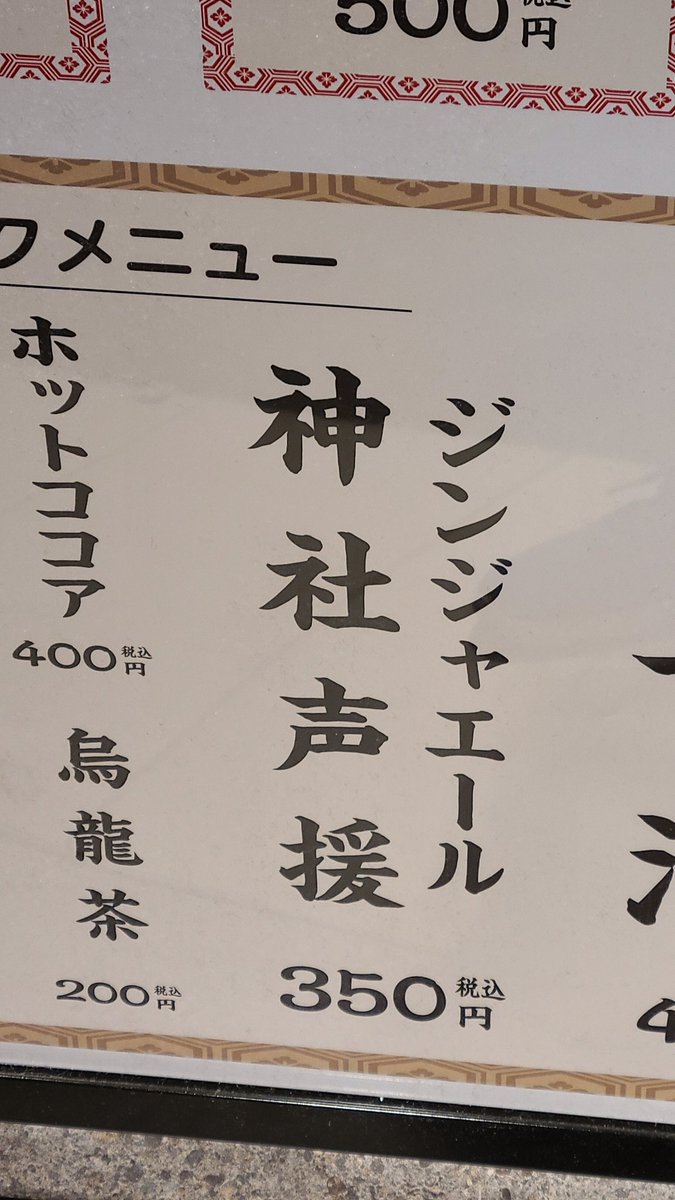 500税込円
クメニュー
ジンジャエール
神社声援
350税込円
ホットココア
400税込円
烏龍茶
200税込円